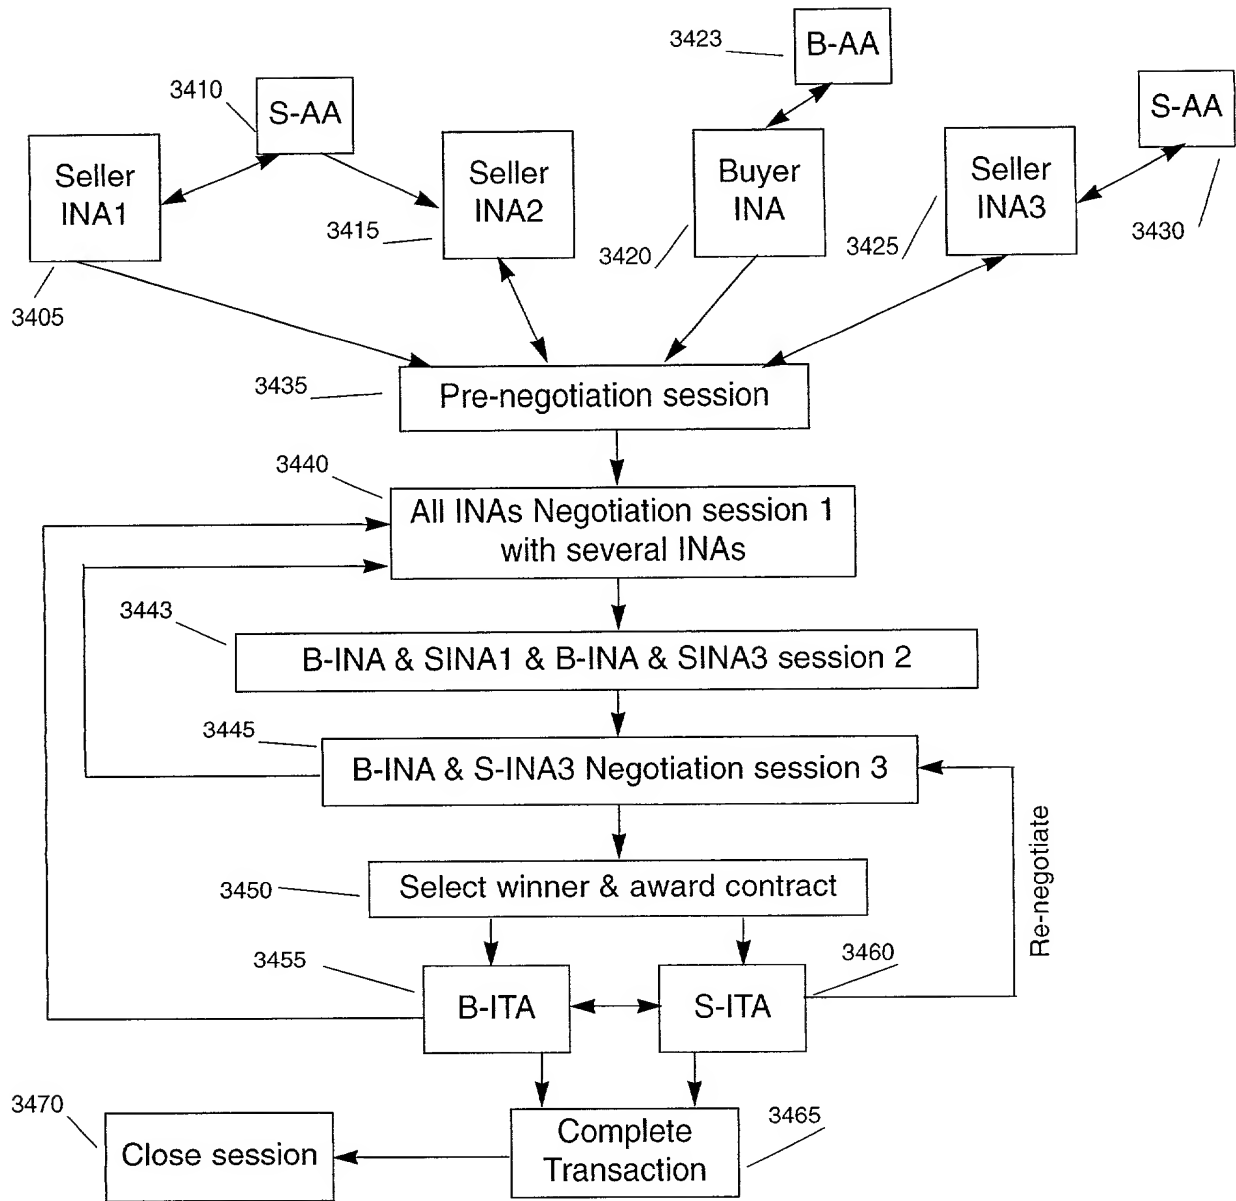 3423
B-AA
3410
S-AA
S-AA
Seller
INA1
Seller
INA2
Buyer
INA
Seller
INA3
3415
3420
3425
3430
3405
3435
Pre-negotiation session
3440
All INAs Negotiation session 1
with several INAs
3443
B-INA & SINA1 & B-INA & SINA3 session 2
3445
B-INA & S-INA3 Negotiation session 3
Re-negotiate
3450
Select winner & award contract
3455
3460
B-ITA
S-ITA
3470
Close session
Complete
Transaction
3465